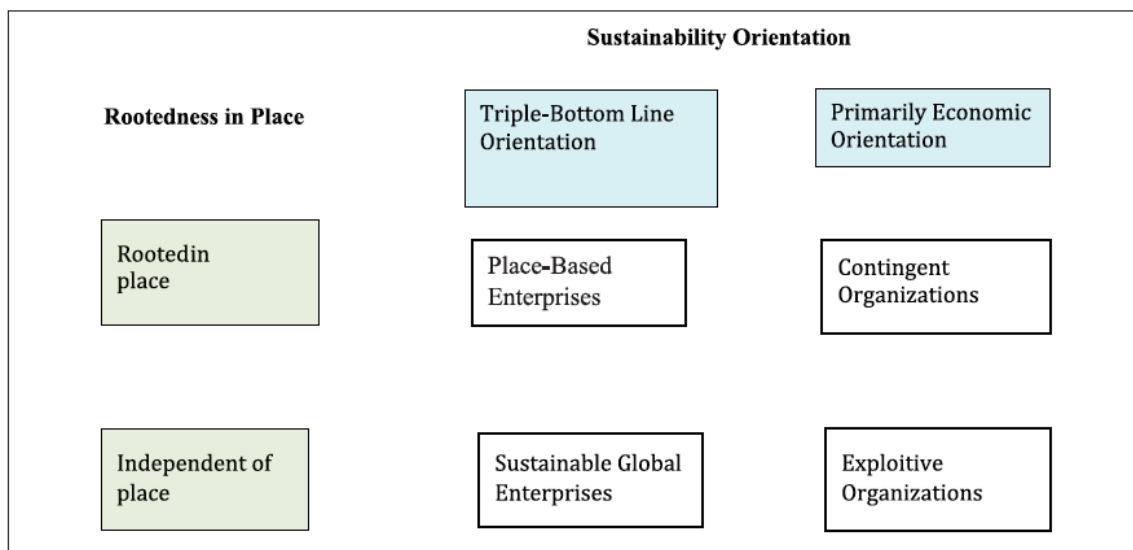 Sustainability Orientation
Rootedness in Place
Triple-Bottom Line
Orientation
Primarily Economic
Orientation
Rootedin
place
Place-Based
Enterprises
Contingent
Organizations
Independent of
place
Sustainable Global
Enterprises
Exploitive
Organizations